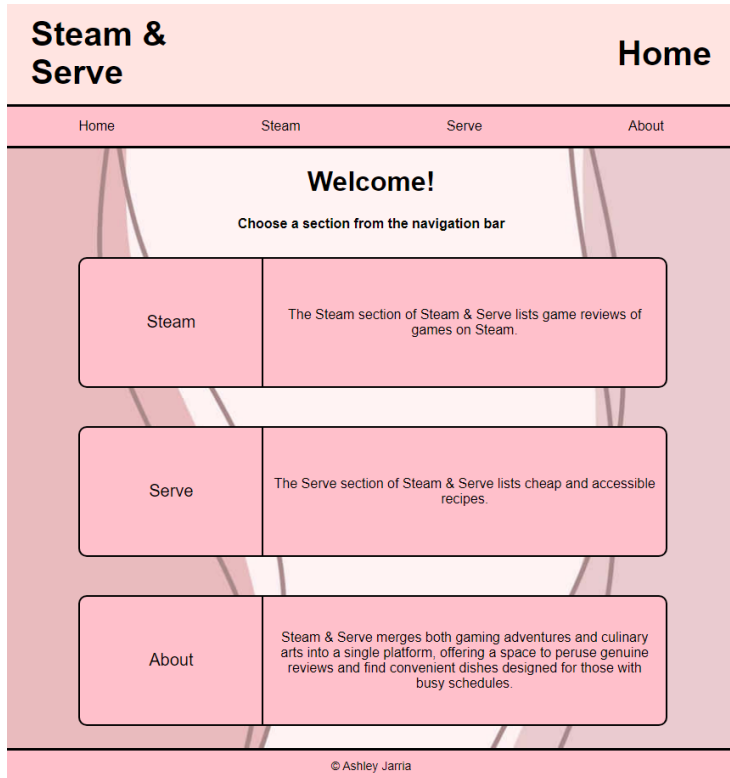 Steam &
Serve
Home
Home
Steam
Serve
About
Welcome!
Choose a section from the navigation bar
Steam
The Steam section of Steam & Serve lists game reviews of
games on Steam.
Serve
The Serve section of Steam & Serve lists cheap and accessible
recipes.
About
Steam & Serve merges both gaming adventures and culinary
arts into a single platform, offering a space to peruse genuine
reviews and find convenient dishes designed for those with
busy schedules.
© Ashley Jarria